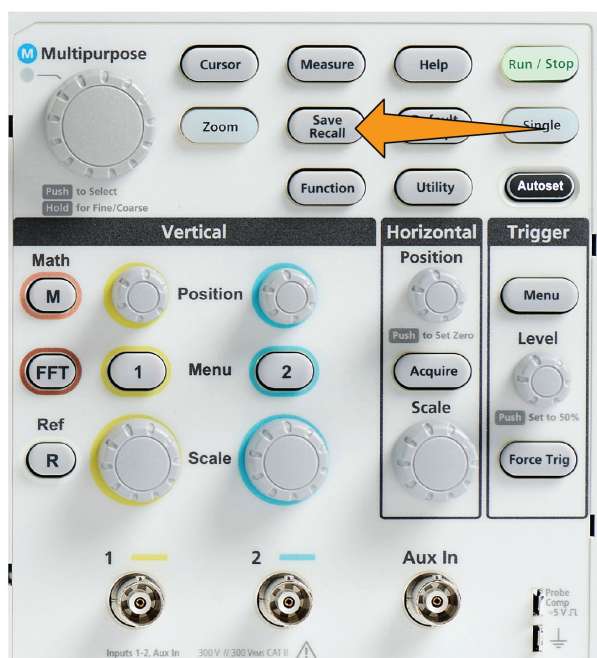 M Multipurpose
Cursor
Measure
Help
Run / Stop
Zoom
Save
Recall
Single
Push to Select
Hold for Fine/Coarse
Function
Utility
Autoset
Vertical
Horizontal
Trigger
Math
M
Position
Position
Push to Set Zero
Menu
FFT
1
Menu
2
Acquire
Level
Push Set to 50%
Ref
R
Scale
Scale
Force Trig
1
2
Aux In
Probe
Comp
~5 V
Inputs 1-2, Aux In 300 V // 300 VRMS CAT II